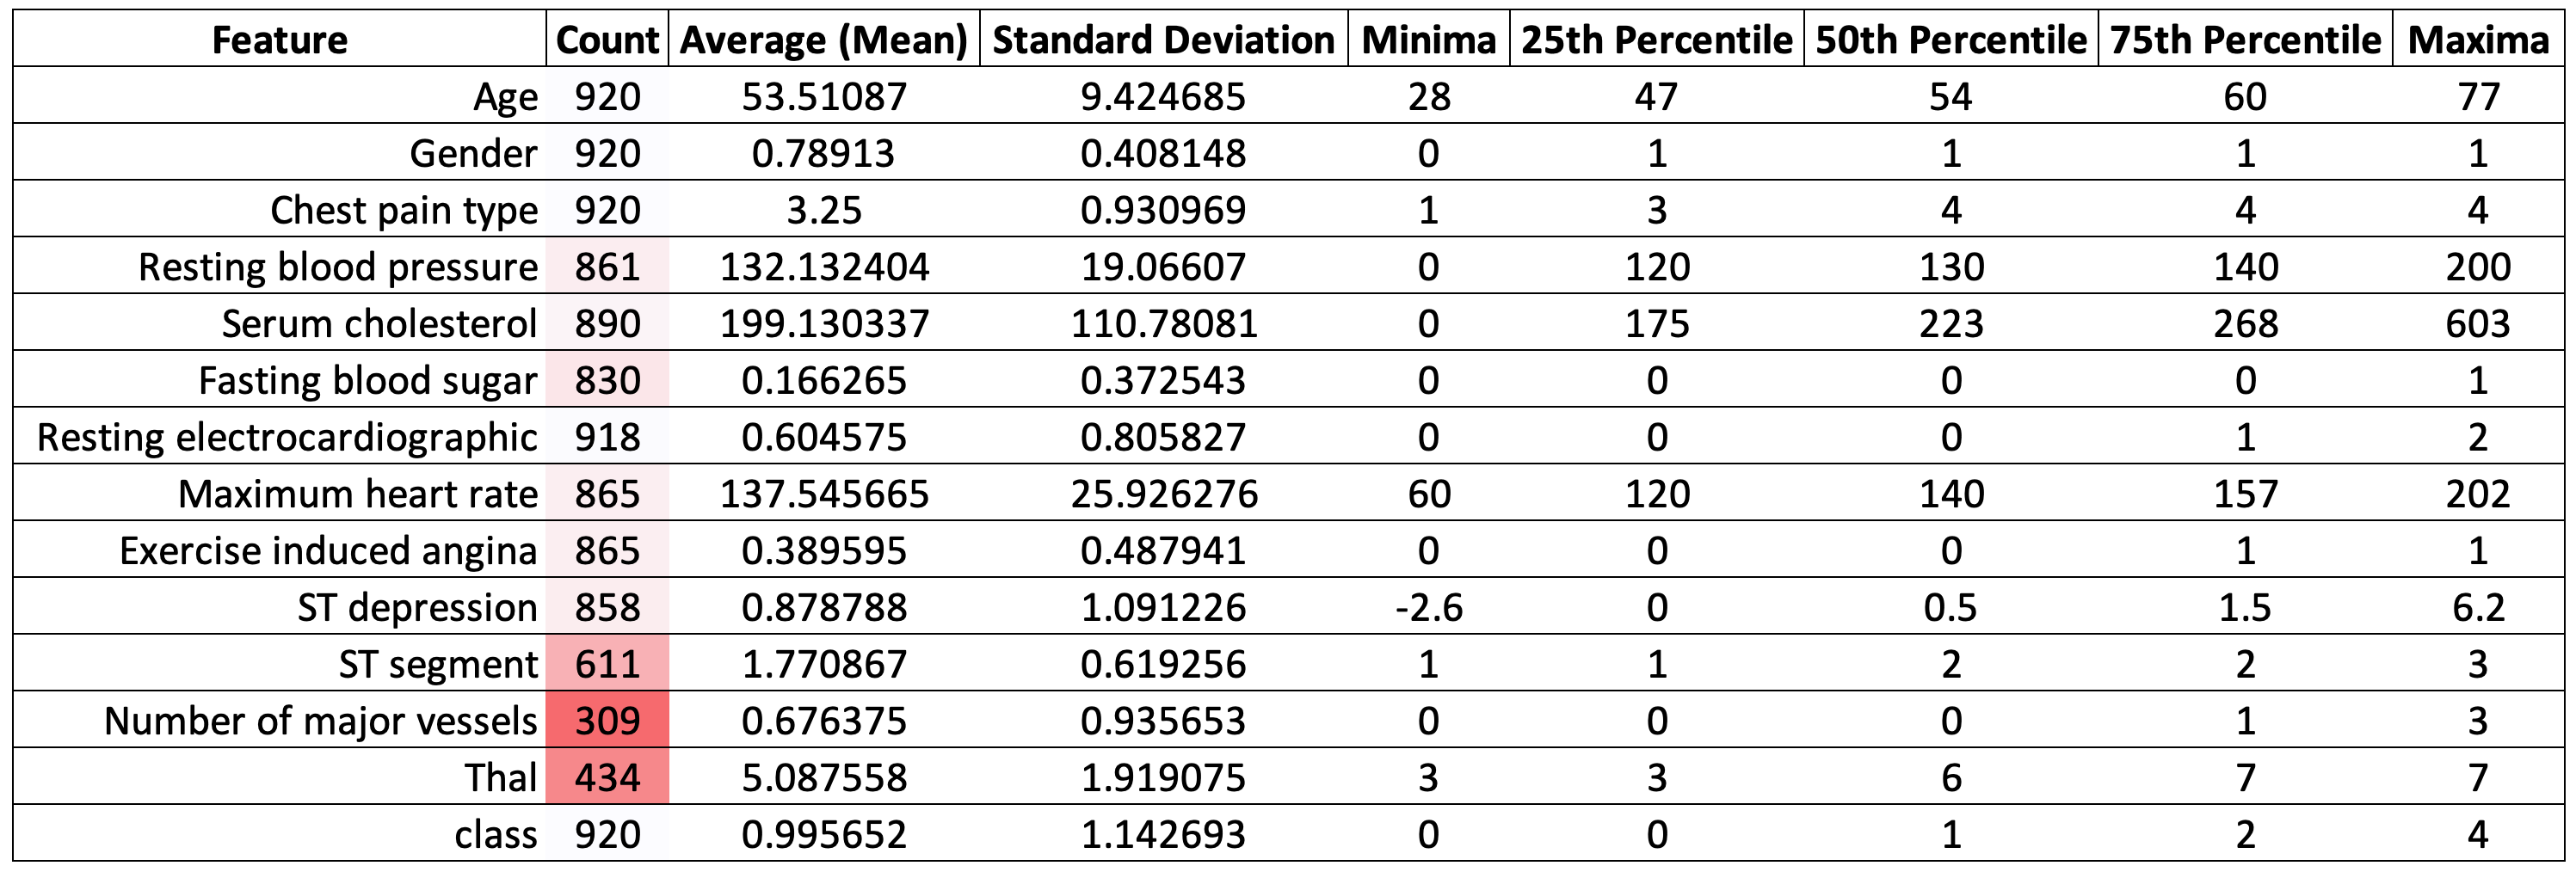 Feature Count Average (Mean) Standard Deviation Minima 25th Percentile 50th Percentile 75th Percentile Maxima
Age 920 53.51087 9.424685 28 47 54 60 77
Gender 920 0.78913 0.408148 0 1 1 1 1
Chest pain type 920 3.25 0.930969 1 3 4 4 4
Resting blood pressure 861 132.132404 19.06607 0 120 130 140 200
Serum cholesterol 890 199.130337 110.78081 0 175 223 268 603
Fasting blood sugar 830 0.166265 0.372543 0 0 0 0 1
Resting electrocardiographic 918 0.604575 0.805827 0 0 0 1 2
Maximum heart rate 865 137.545665 25.926276 60 120 140 157 202
Exercise induced angina 865 0.389595 0.487941 0 0 0 1 1
ST depression 858 0.878788 1.091226 -2.6 0 0.5 1.5 6.2
ST segment 611 1.770867 0.619256 1 1 2 2 3
Number of major vessels 309 0.676375 0.935653 0 0 0 1 3
Thal 434 5.087558 1.919075 3 3 6 7 7
class 920 0.995652 1.142693 0 0 1 2 4